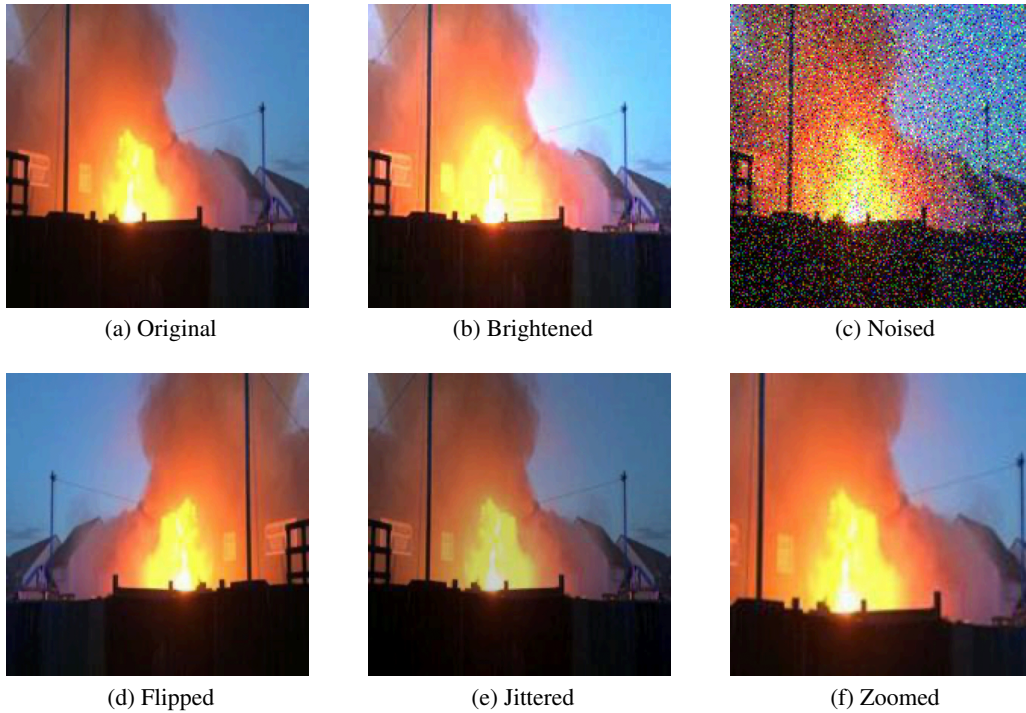 (a) Original
(b) Brightened
(c) Noised
(d) Flipped
(e) Jittered
(f) Zoomed